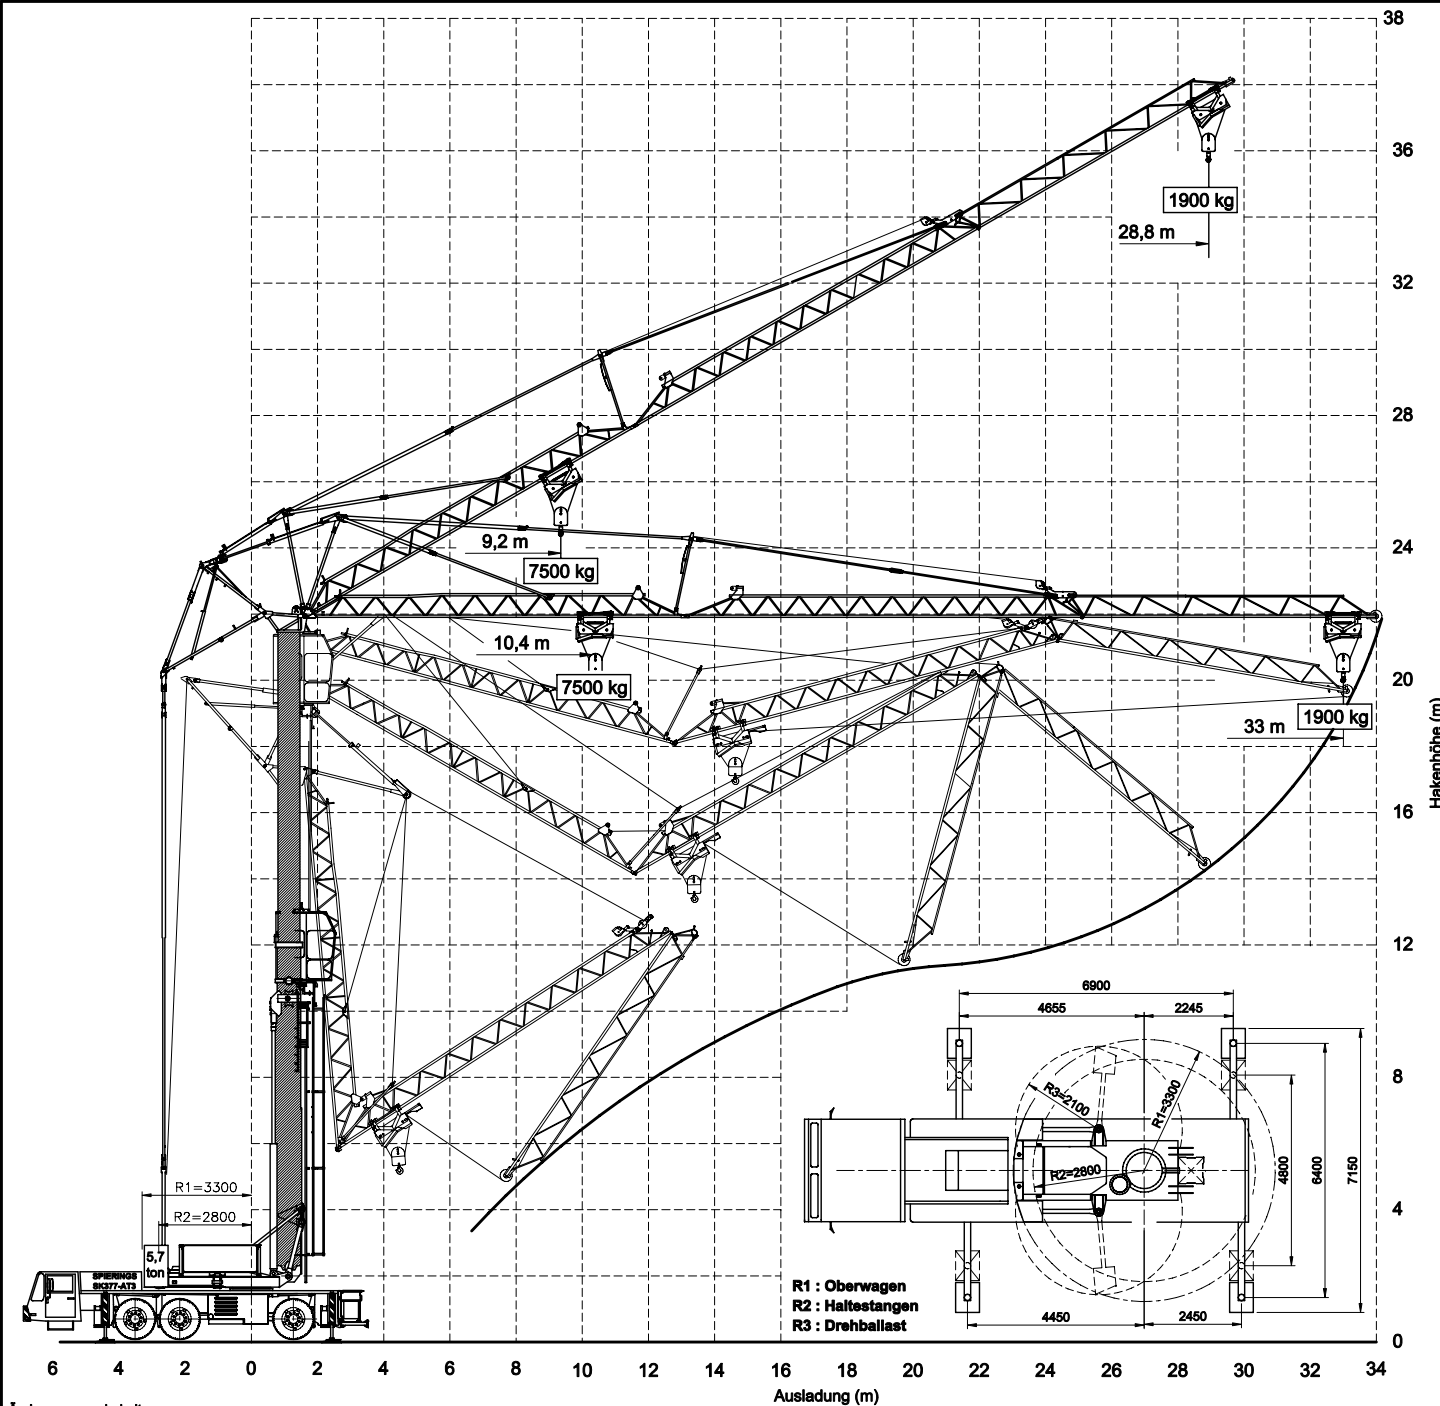 38
36
1900 kg
28,8 m
32
28
24
9,2 m
7500 kg
10,4 m
7500 kg
20
1900 kg
33 m
Hakenhöhe (m)
16
12
6900
4655
2245
8
R3=2100
R1=3300
R2=2800
4800
6400
7150
R1=3300
R2=2800
4
5,7
ton
SPIERINGS
SK377-AT3
R1 : Oberwagen
R2 : Haltestangen
R3 : Drehballast
4450
2450
0
6 4 2 0 2 4 6 8 10 12 14 16 18 20 22 24 26 28 30 32 34
Ausladung (m)